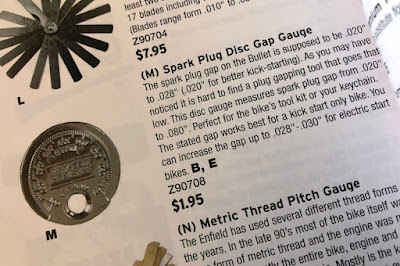 least two
17 blades including
(Blades range form .010" to
Z90704
$7.95
L
(M) Spark Plug Disc Gap Gauge
The spark plug gap on the Bullet is supposed to be .020"
to .028" (.020" for better kick-starting). As you may have
noticed it is hard to find a plug gapping tool that goes that
low. This disc gauge measures spark plug gap from .020"
to .080". Perfect for the bike's tool kit or your keychain.
The stated gap works best for a kick start only bike. You
can increase the gap up to .028"-.030" for electric start
bikes. B, E
Z90708
$1.95
M
(N) Metric Thread Pitch Gauge
The Enfield has used several different thread forms
the years. In the late 90's most of the bike itself wa
form of metric thread and the engine was
ntly the entire bike, engine and
etric. Mostly is the k